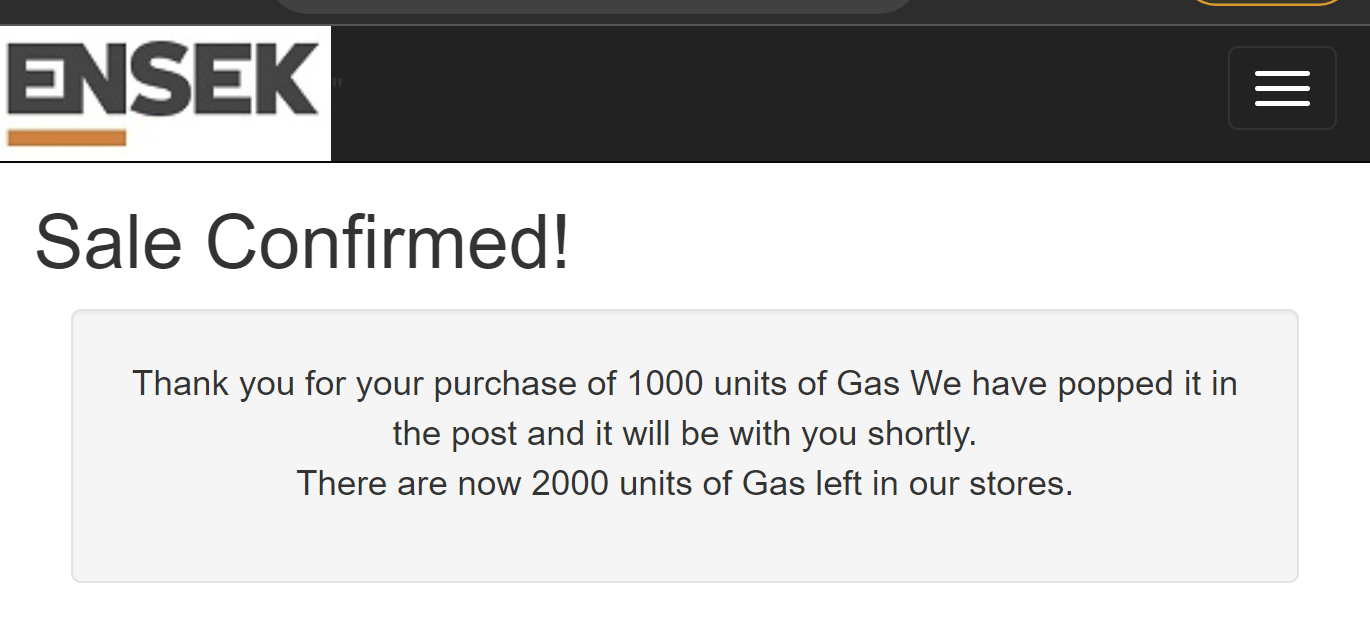 ENSEK
"
Sale Confirmed!
Thank you for your purchase of 1000 units of Gas We have popped it in
the post and it will be with you shortly.
There are now 2000 units of Gas left in our stores.